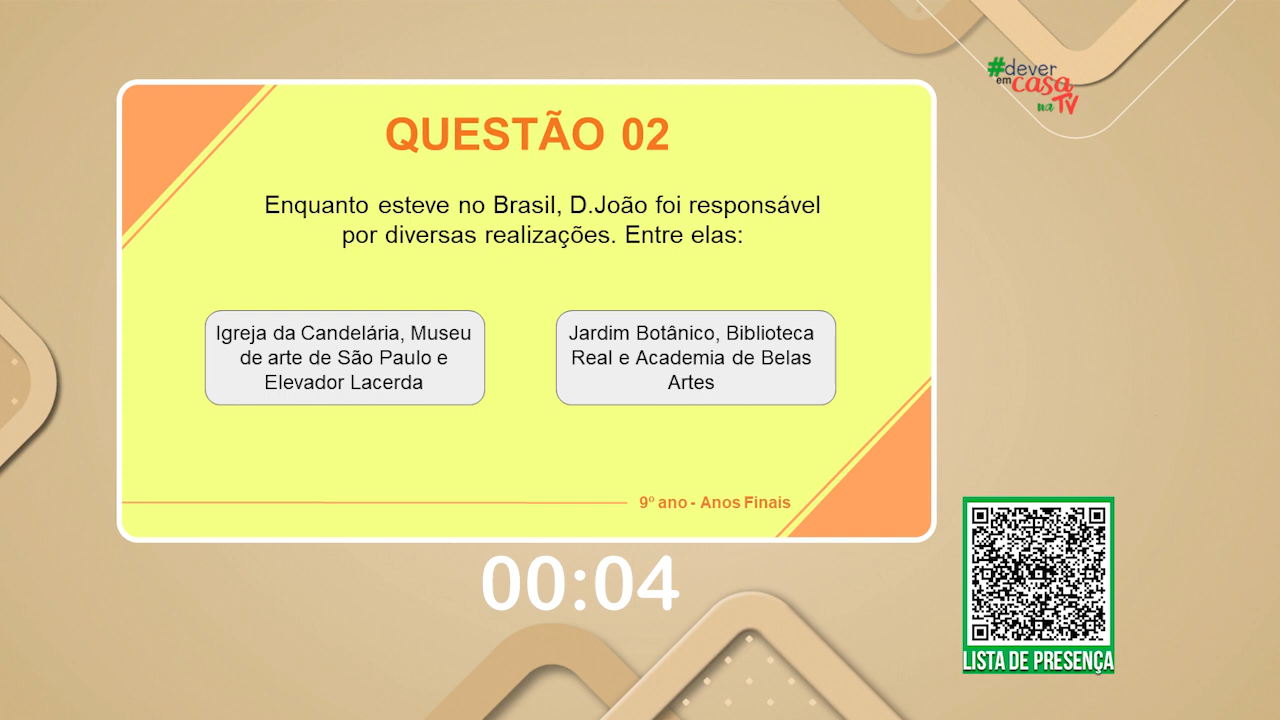 #dever
em casa
na TV
QUESTÃO 02
Enquanto esteve no Brasil, D.João foi responsável
por diversas realizações. Entre elas:
Igreja da Candelária, Museu
de arte de São Paulo e
Elevador Lacerda
Jardim Botânico, Biblioteca
Real e Academia de Belas
Artes
9º ano - Anos Finais
00:04
LISTA DE PRESENÇA